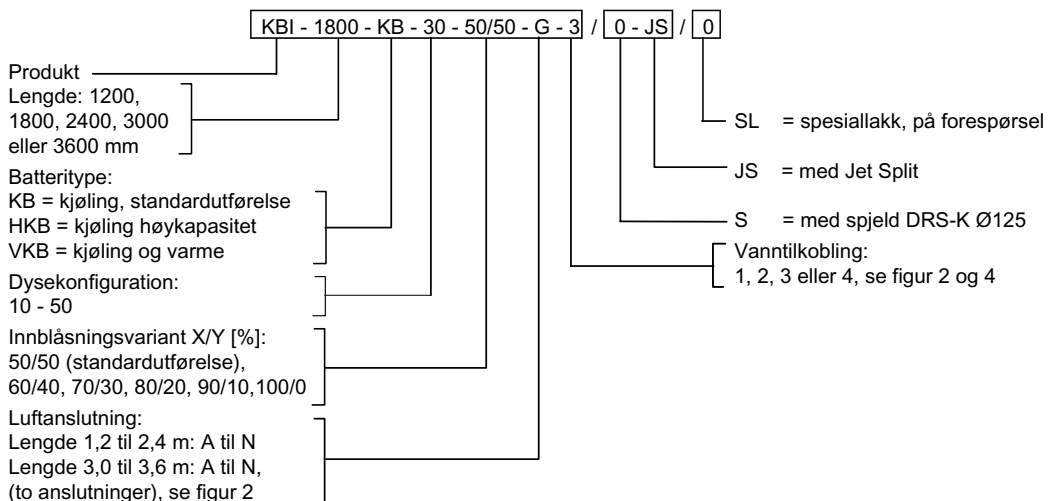 KBI - 1800 - KB - 30 - 50/50 - G - 3 / 0 - JS / 0
Produkt
Lengde: 1200,
1800, 2400, 3000
eller 3600 mm
Batteritype:
KB = kjøling, standardutførelse
HKB = kjøling høykapasitet
VKB = kjøling og varme
Dysekonfiguration:
10 - 50
Innblåsningsvariant X/Y [%]:
50/50 (standardutførelse),
60/40, 70/30, 80/20, 90/10,100/0
Luftanslutning:
Lengde 1,2 til 2,4 m: A til N
Lengde 3,0 til 3,6 m: A til N,
(to anslutninger), se figur 2
SL = spesiallakk, på forespørsel
JS = med Jet Split
S = med spjeld DRS-K Ø125
Vanntilkobling:
1, 2, 3 eller 4, se figur 2 og 4